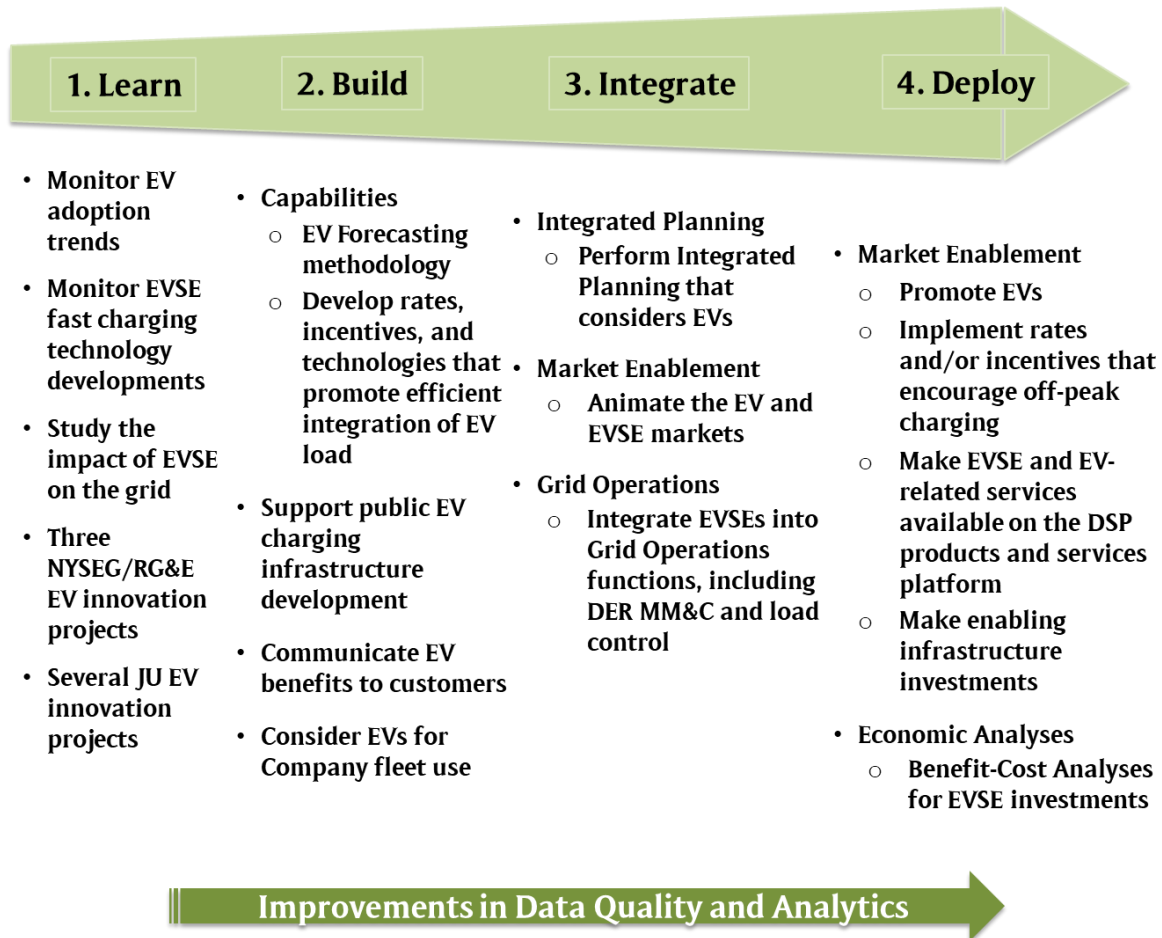 1. Learn
2. Build
3. Integrate
4. Deploy
• Monitor EV
adoption
trends
• Monitor EVSE
fast charging
technology
developments
• Study the
impact of EVSE
on the grid
• Three
NYSEG/RG&E
EV innovation
projects
• Several JU EV
innovation
projects
• Capabilities
o EV Forecasting
methodology
o Develop rates,
incentives, and
technologies that
promote efficient
integration of EV
load
• Support public EV
charging
infrastructure
development
• Communicate EV
benefits to customers
• Consider EVs for
Company fleet use
• Integrated Planning
o Perform Integrated
Planning that
considers EVs
• Market Enablement
o Animate the EV and
EVSE markets
• Grid Operations
o Integrate EVSEs into
Grid Operations
functions, including
DER MM&C and load
control
• Market Enablement
o Promote EVs
o Implement rates
and/or incentives that
encourage off-peak
charging
o Make EVSE and EV-
related services
available on the DSP
products and services
platform
o Make enabling
infrastructure
investments
• Economic Analyses
o Benefit-Cost Analyses
for EVSE investments
Improvements in Data Quality and Analytics